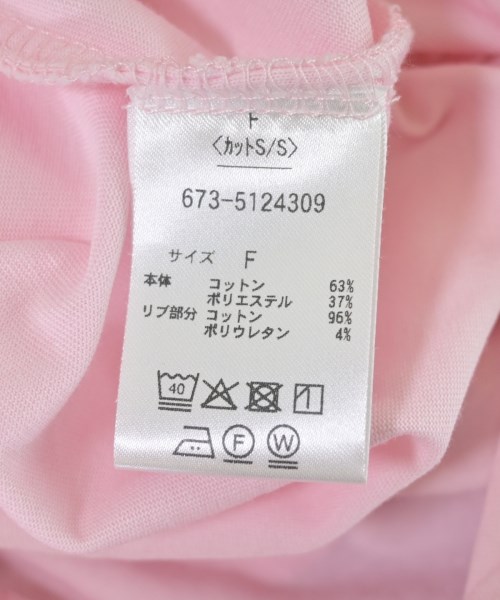 F
〈カットS/S〉
673-5124309
サイズ F
本体 コットン 63%
ポリエステル 37%
リブ部分 コットン 96%
ポリウレタン 4%
40
F W